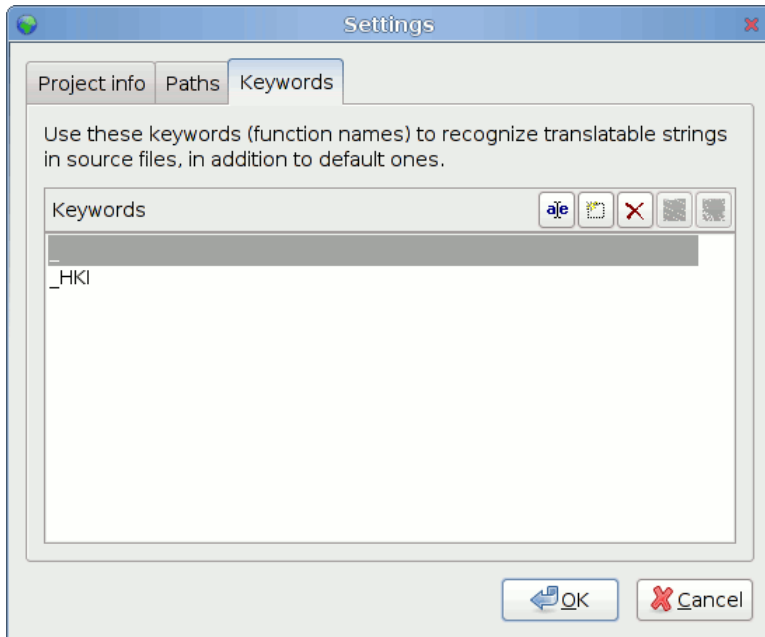 Settings
Project info Paths Keywords
Use these keywords (function names) to recognize translatable strings
in source files, in addition to default ones.
Keywords
_
_HKI
OK Cancel